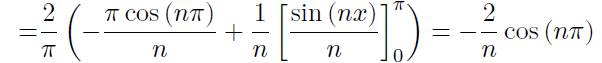 = \frac{2}{\pi} \left( -\frac{\pi \cos(n\pi)}{n} + \frac{1}{n} \left[ \frac{\sin(nx)}{n} \right]_0^\pi \right) = -\frac{2}{n} \cos(n\pi)